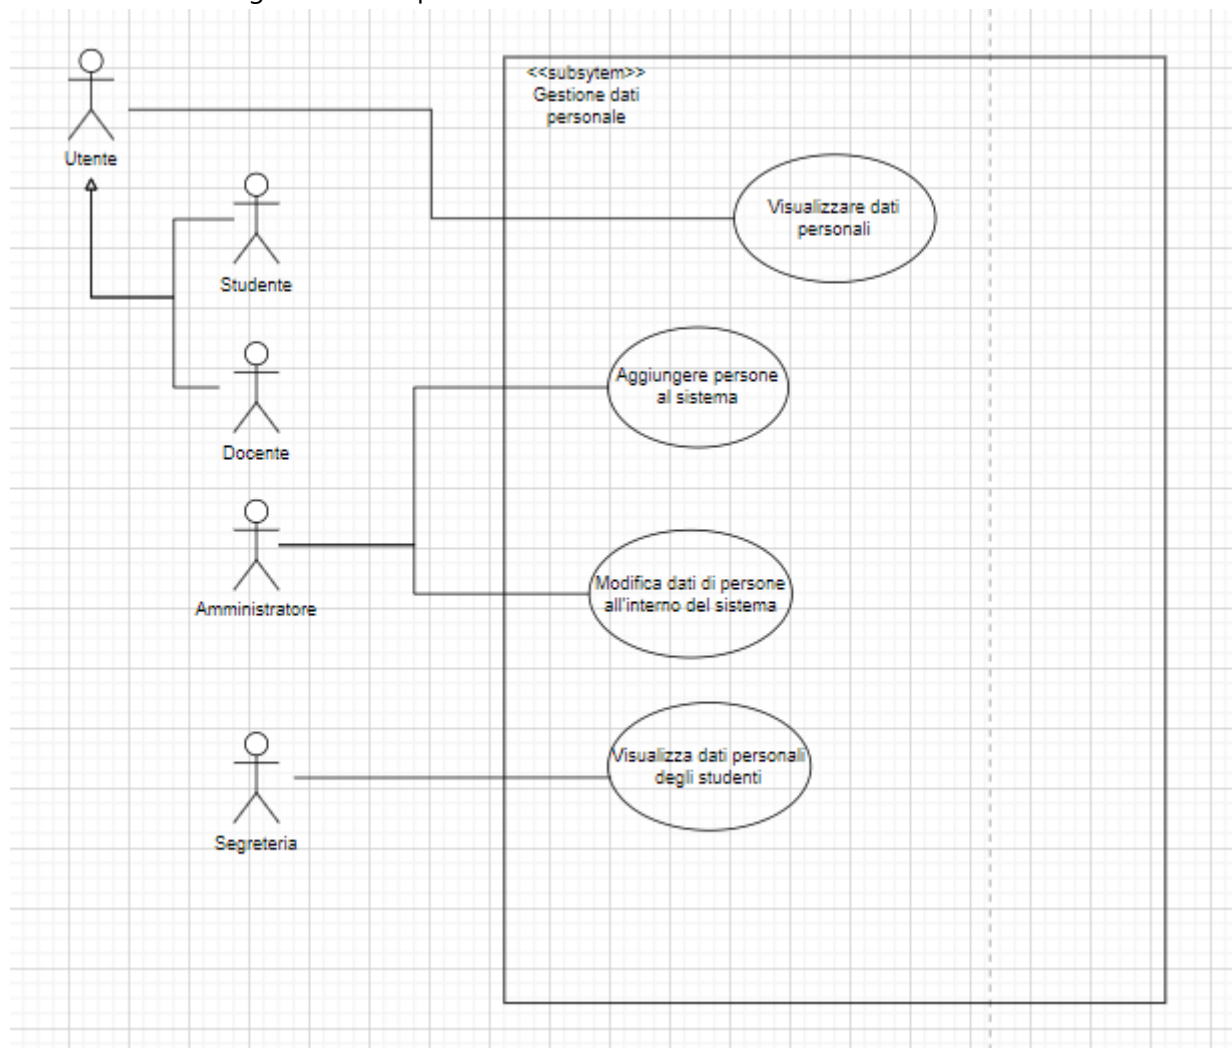 <<subsytem>>
Gestione dati
personale
Utente
Visualizzare dati
personali
Studente
Aggiungere persone
al sistema
Docente
Modifica dati di persone
all'interno del sistema
Amministratore
Visualizza dati personali
degli studenti
Segreteria